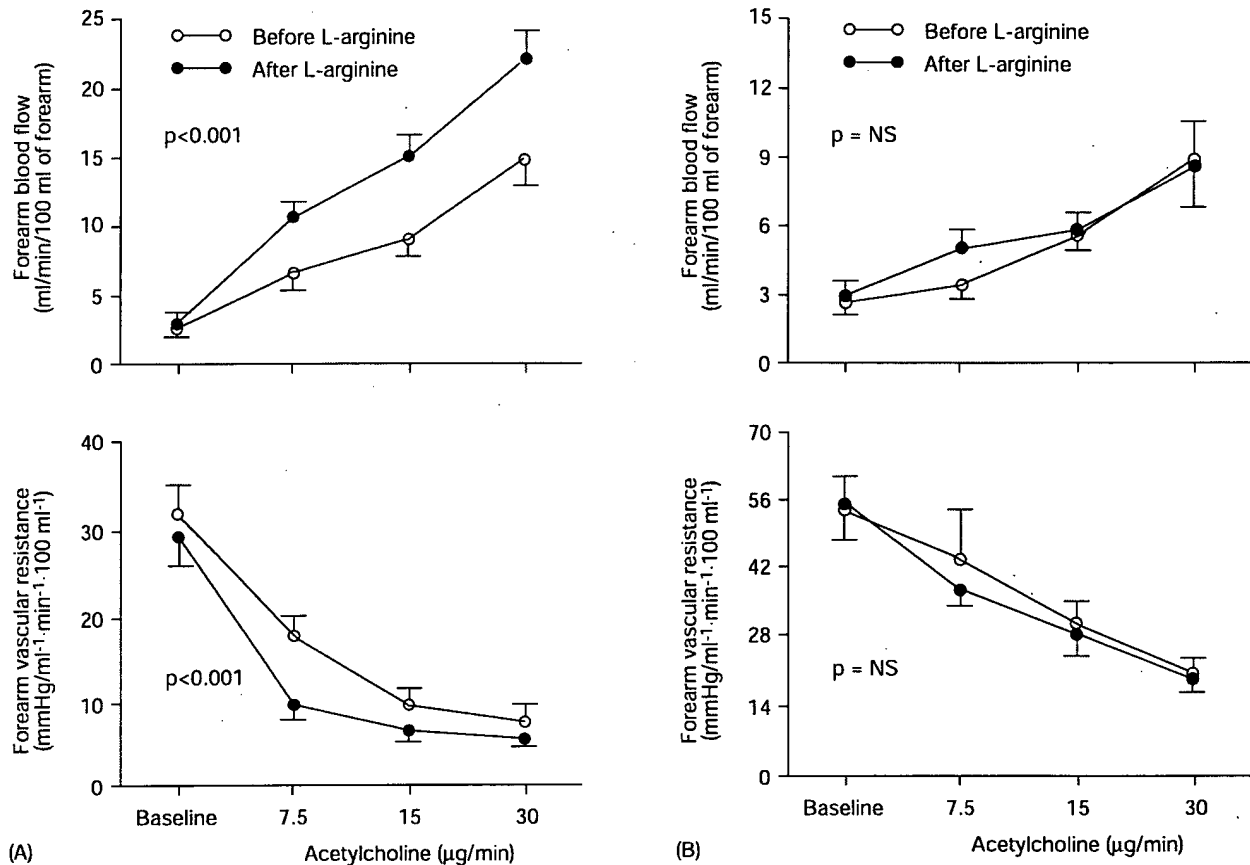 25
20
15
10
5
0
Forearm blood flow
(ml/min/100 ml of forearm)
Before L-arginine
After L-arginine
p<0.001
15
12
9
6
3
0
Forearm blood flow
(ml/min/100 ml of forearm)
Before L-arginine
After L-arginine
p = NS
40
30
20
10
0
Forearm vascular resistance
(mmHg/ml⁻¹·min⁻¹·100 ml⁻¹)
p<0.001
Baseline 7.5 15 30
(A) Acetylcholine (µg/min)
70
56
42
28
14
0
Forearm vascular resistance
(mmHg/ml⁻¹·min⁻¹·100 ml⁻¹)
p = NS
Baseline 7.5 15 30
(B) Acetylcholine (µg/min)